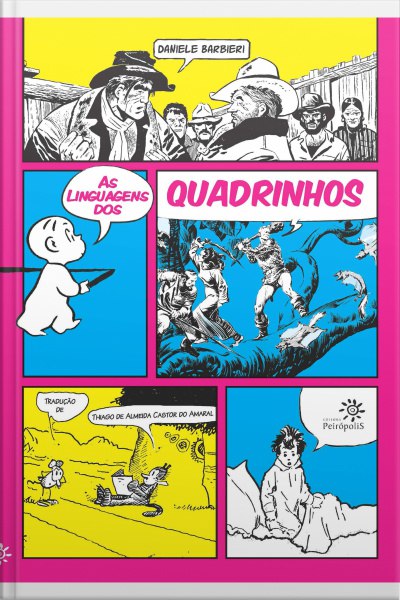 DANIELE BARBIERI
AS
LINGUAGENS
DOS
QUADRINHOS
TRADUÇÃO
DE
THIAGO DE ALMEIDA CASTOR DO AMARAL
EDITORA
PEIRÓPOLIS